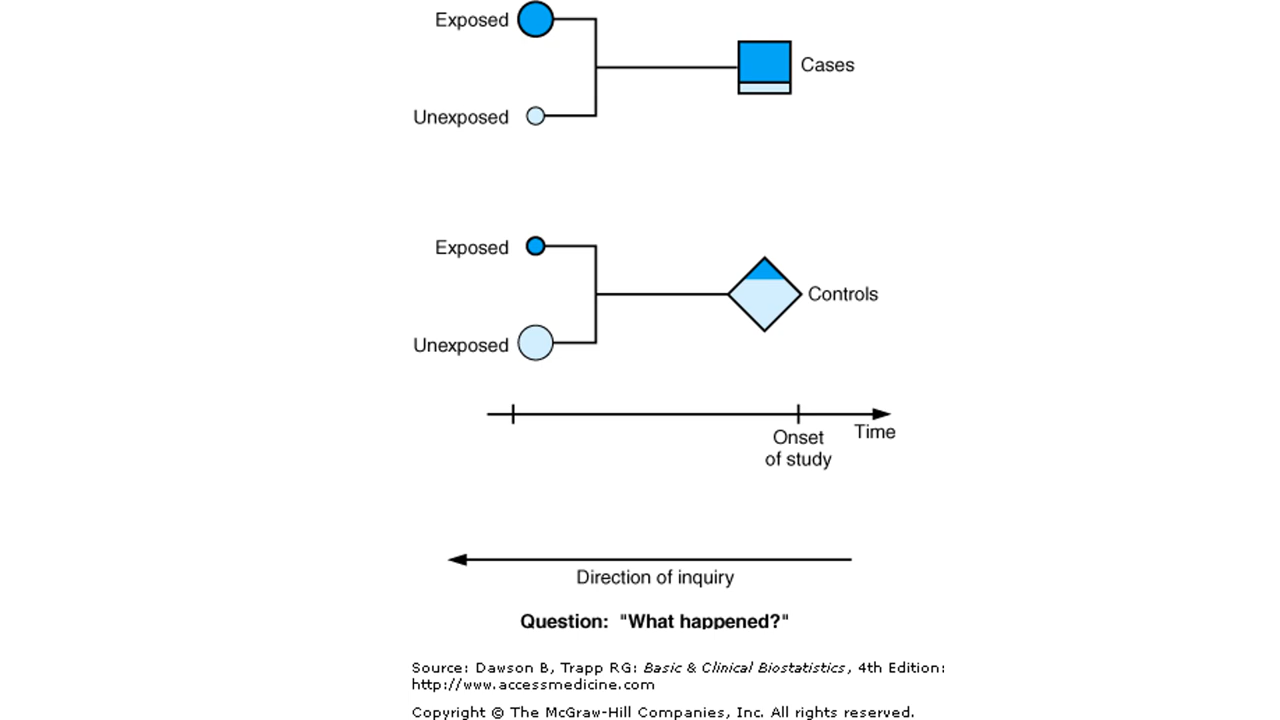 Exposed
Cases
Unexposed
Exposed
Controls
Unexposed
Onset
of study
Time
Direction of inquiry
Question: "What happened?"
Source: Dawson B, Trapp RG: Basic & Clinical Biostatistics, 4th Edition:
http://www.accessmedicine.com
Copyright © The McGraw-Hill Companies, Inc. All rights reserved.